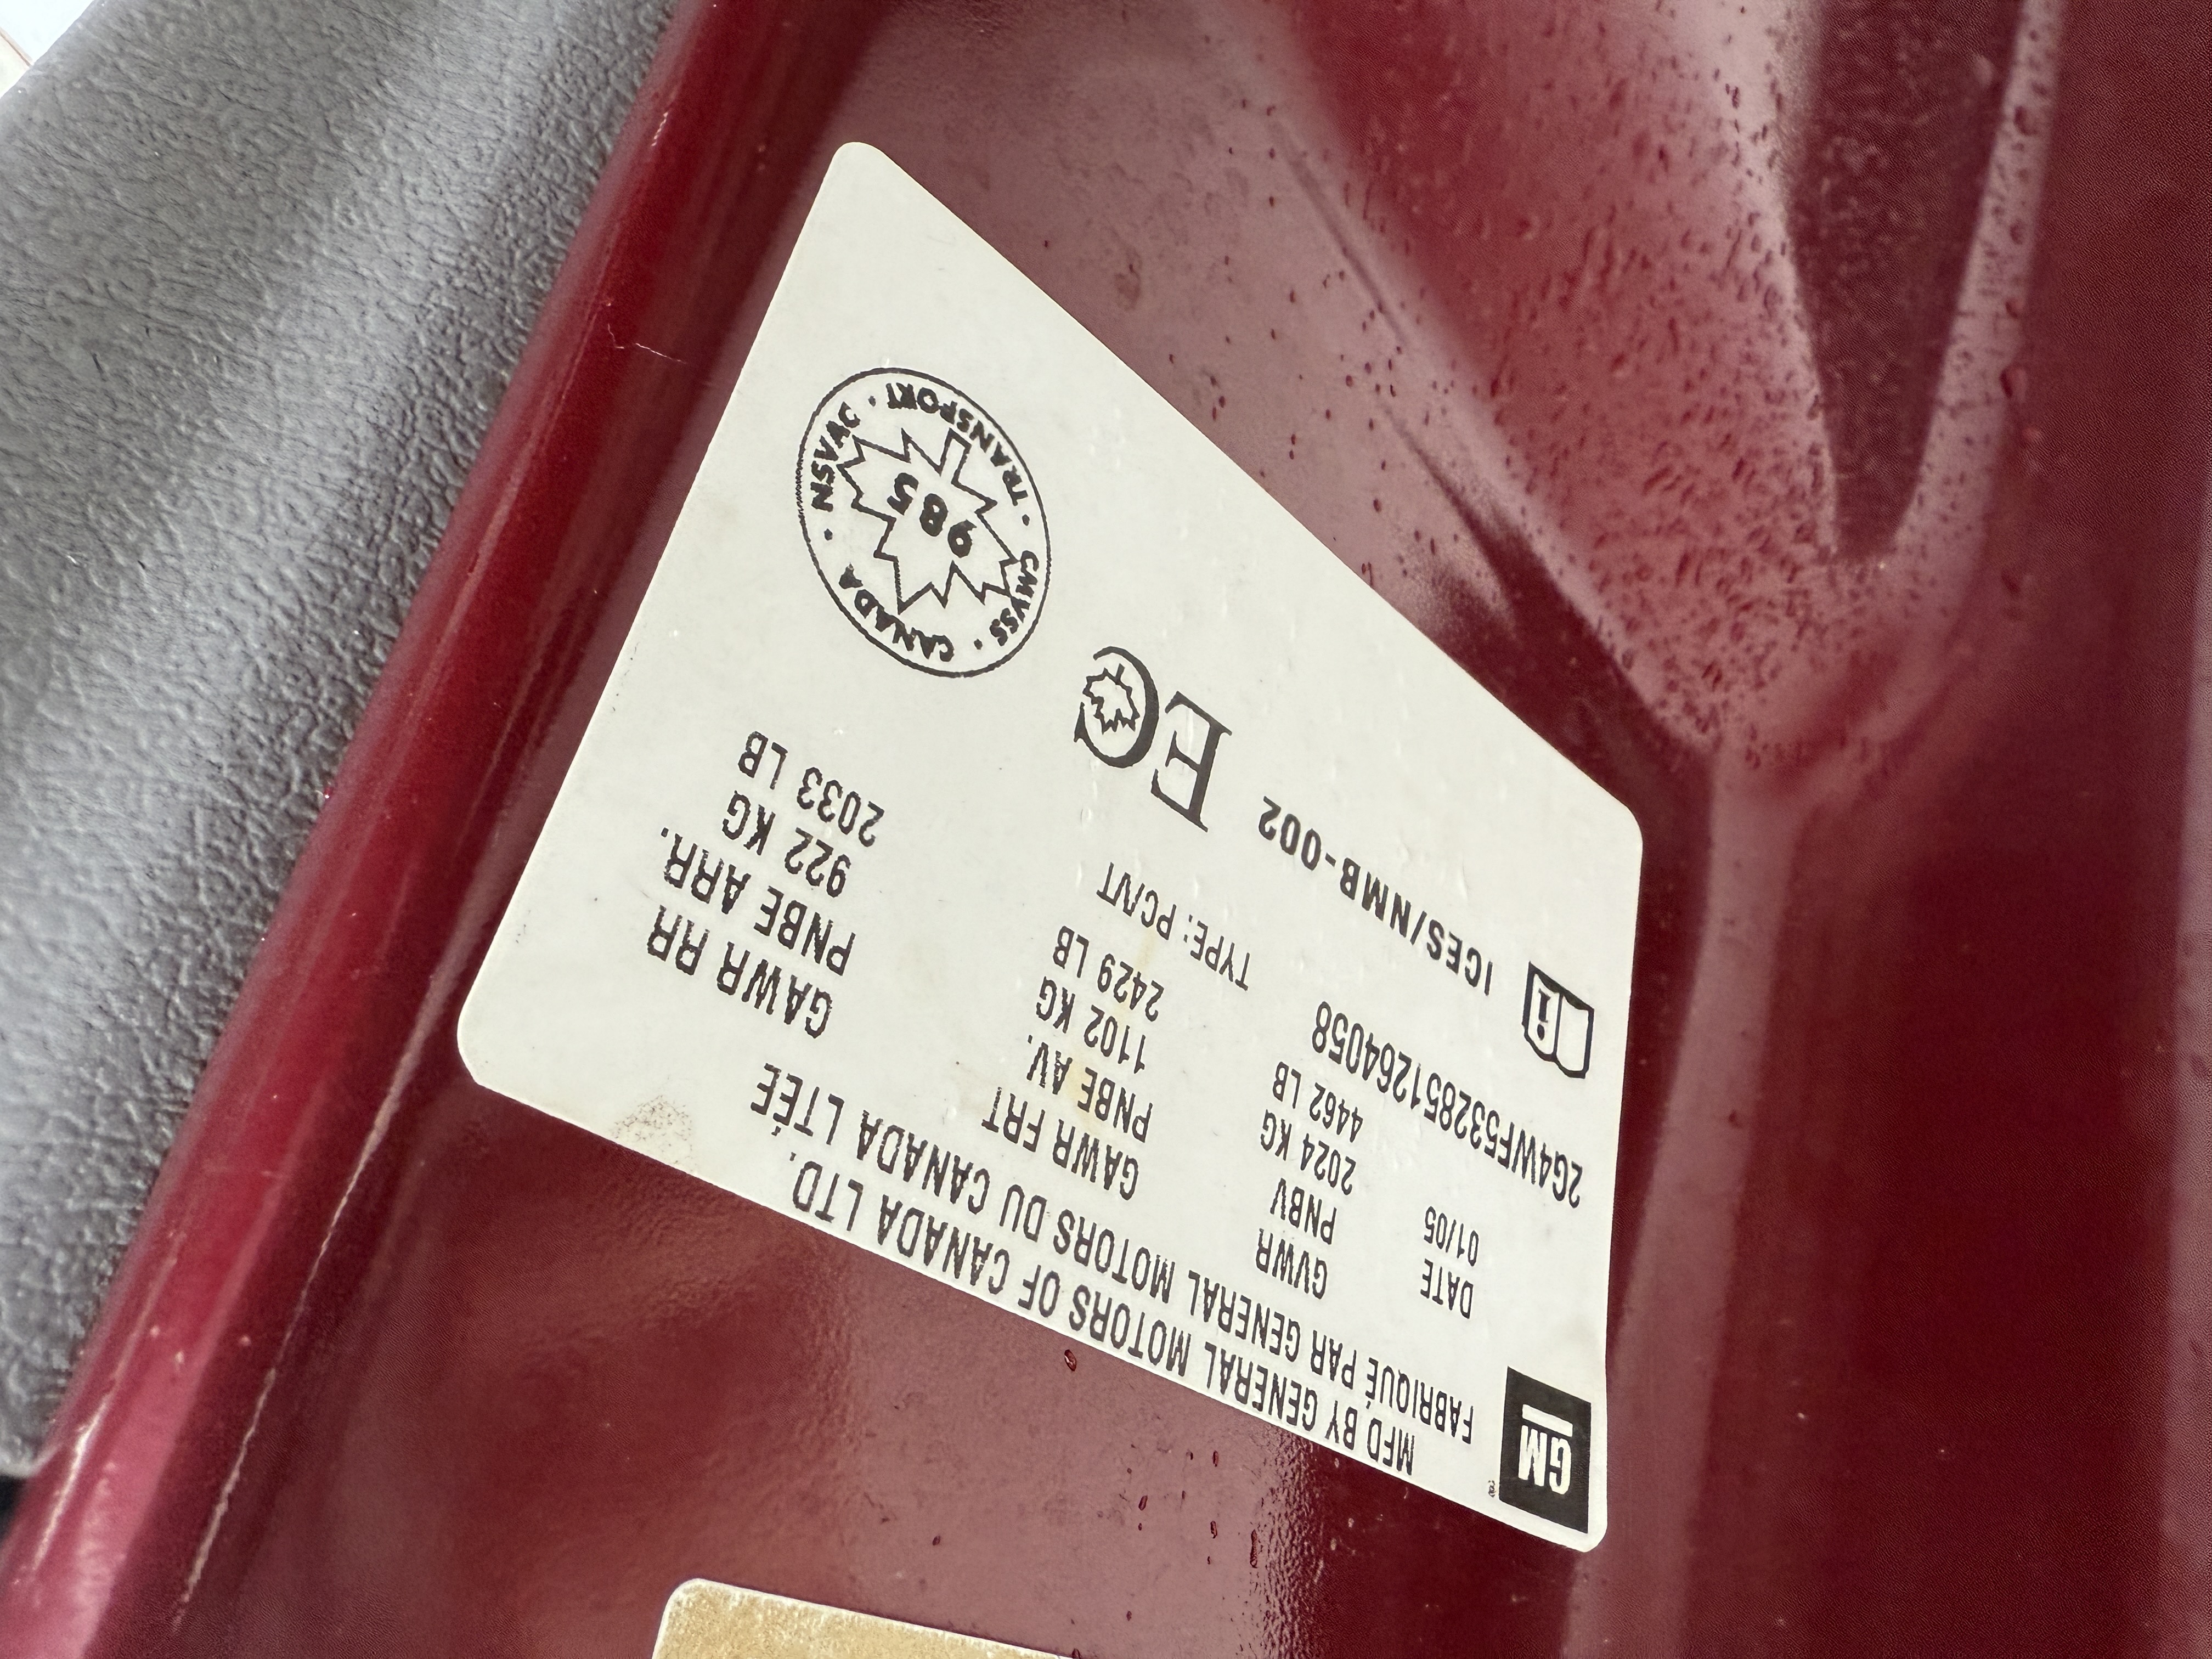 GM
MFD BY GENERAL MOTORS OF CANADA LTD.
FABRIQUÉ PAR GENERAL MOTORS DU CANADA LTÉE
DATE GVWR GAWR FRT GAWR RR
01/05 PNBV PNBE AV. PNBE ARR.
2024 KG 1102 KG 922 KG
4462 LB 2429 LB 2033 LB
2G4WF532851264058 TYPE: PC/VT
i ICES/NMB-002 EC
CANADA · CMVSS · TRANSPORT · NSVAC ·
985